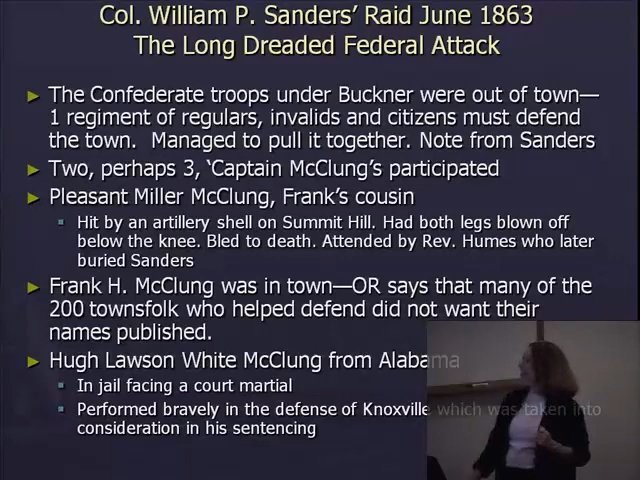 Col. William P. Sanders’ Raid June 1863
The Long Dreaded Federal Attack
The Confederate troops under Buckner were out of town—
1 regiment of regulars, invalids and citizens must defend
the town. Managed to pull it together. Note from Sanders
Two, perhaps 3, ‘Captain McClung’s participated
Pleasant Miller McClung, Frank’s cousin
Hit by an artillery shell on Summit Hill. Had both legs blown off
below the knee. Bled to death. Attended by Rev. Humes who later
buried Sanders
Frank H. McClung was in town—OR says that many of the
200 townsfolk who helped defend did not want their
names published.
Hugh Lawson White McClung from Alabama
In jail facing a court martial
Performed bravely in the defense of Knoxville which was taken into
consideration in his sentencing